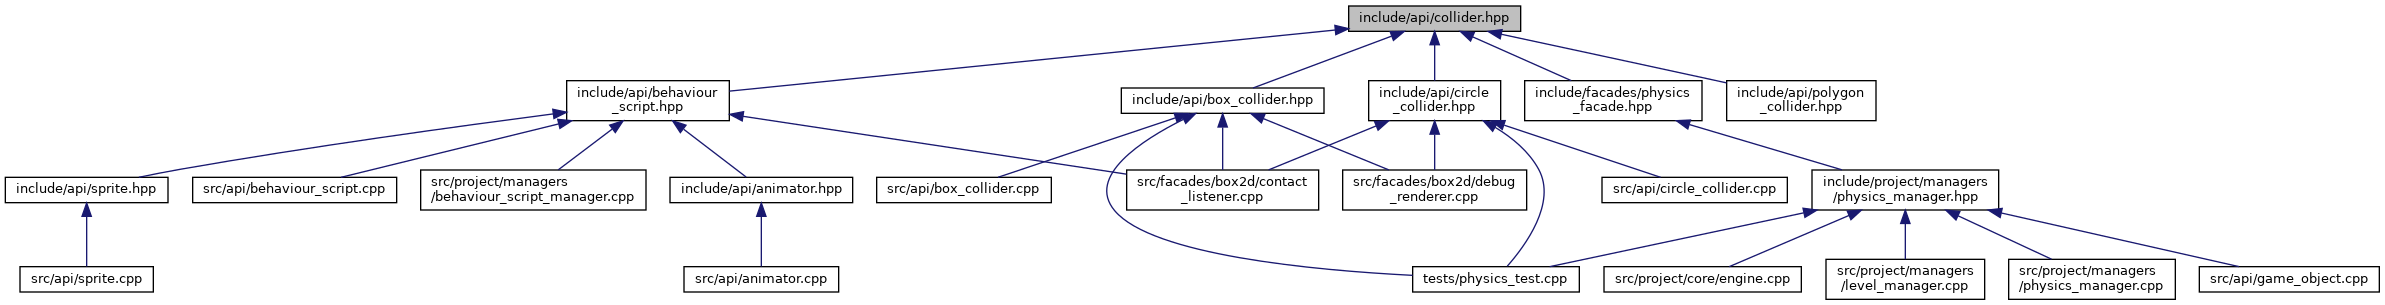 include/api/collider.hpp
include/api/behaviour
_script.hpp
include/api/box_collider.hpp
include/api/circle
_collider.hpp
include/facades/physics
_facade.hpp
include/api/polygon
_collider.hpp
include/api/sprite.hpp
src/api/behaviour_script.cpp
src/project/managers
/behaviour_script_manager.cpp
include/api/animator.hpp
src/api/box_collider.cpp
src/facades/box2d/contact
_listener.cpp
src/facades/box2d/debug
_renderer.cpp
src/api/circle_collider.cpp
include/project/managers
/physics_manager.hpp
src/api/sprite.cpp
src/api/animator.cpp
tests/physics_test.cpp
src/project/core/engine.cpp
src/project/managers
/level_manager.cpp
src/project/managers
/physics_manager.cpp
src/api/game_object.cpp